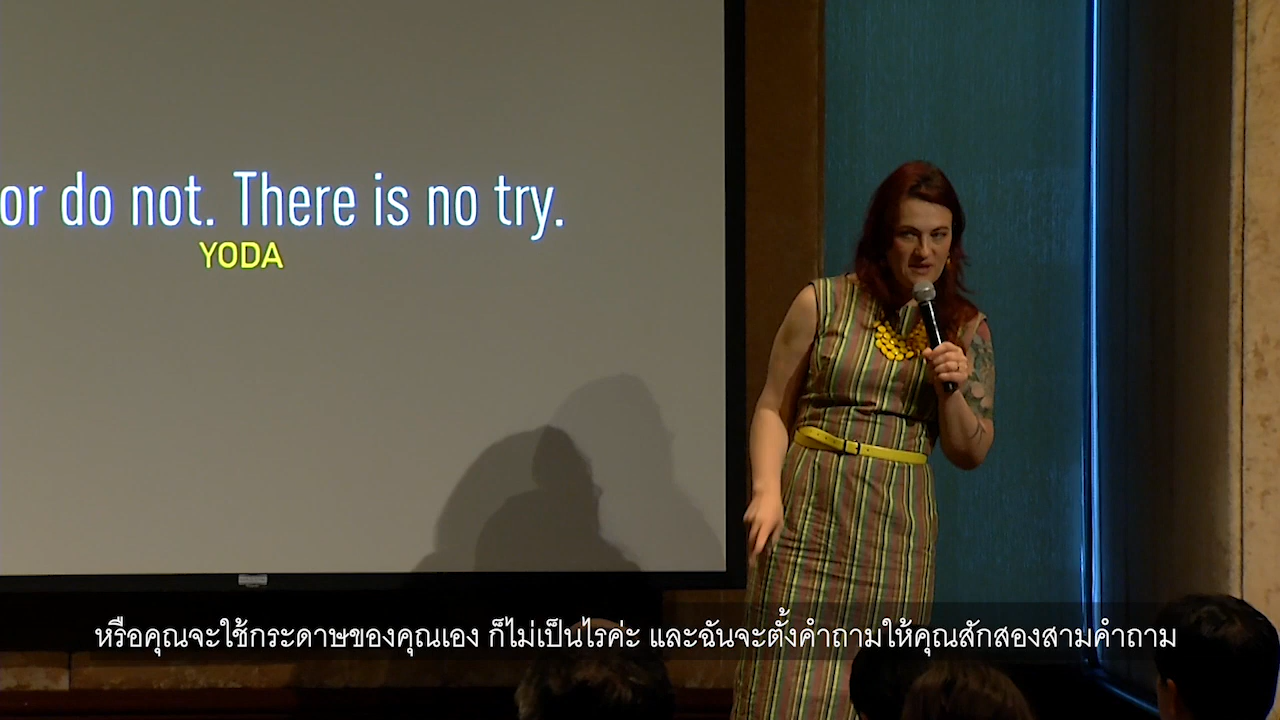 or do not. There is no try.
YODA
หรือคุณจะใช้กระดาษของคุณเอง ก็ไม่เป็นไรค่ะ และฉันจะตั้งคำถามให้คุณสักสองสามคำถาม